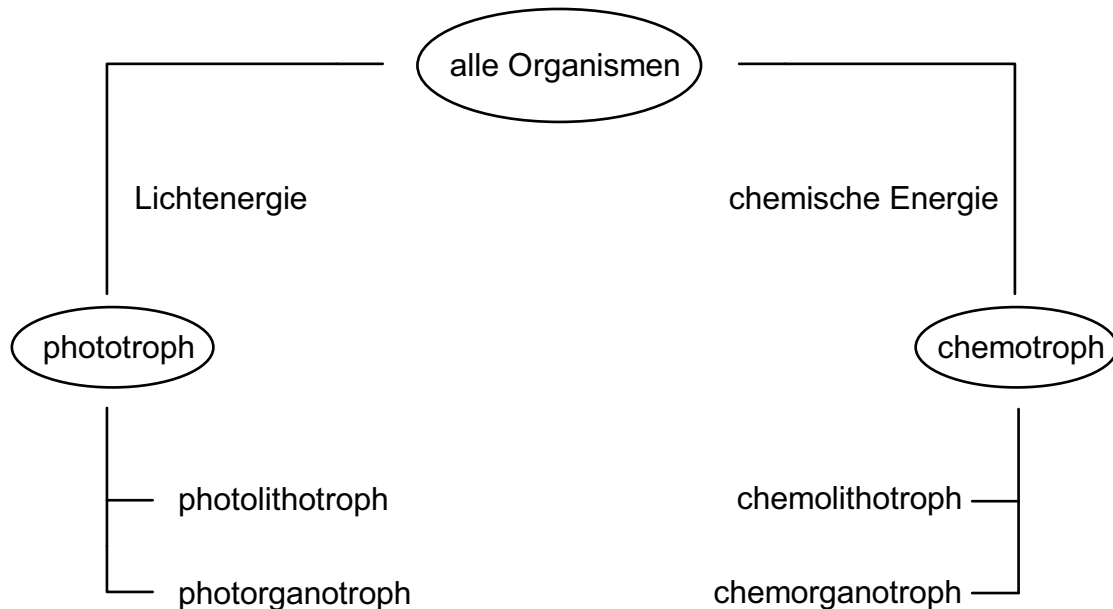 alle Organismen
Lichtenergie
chemische Energie
phototroph
chemotroph
photolithotroph
chemolithotroph
photorganotroph
chemorganotroph